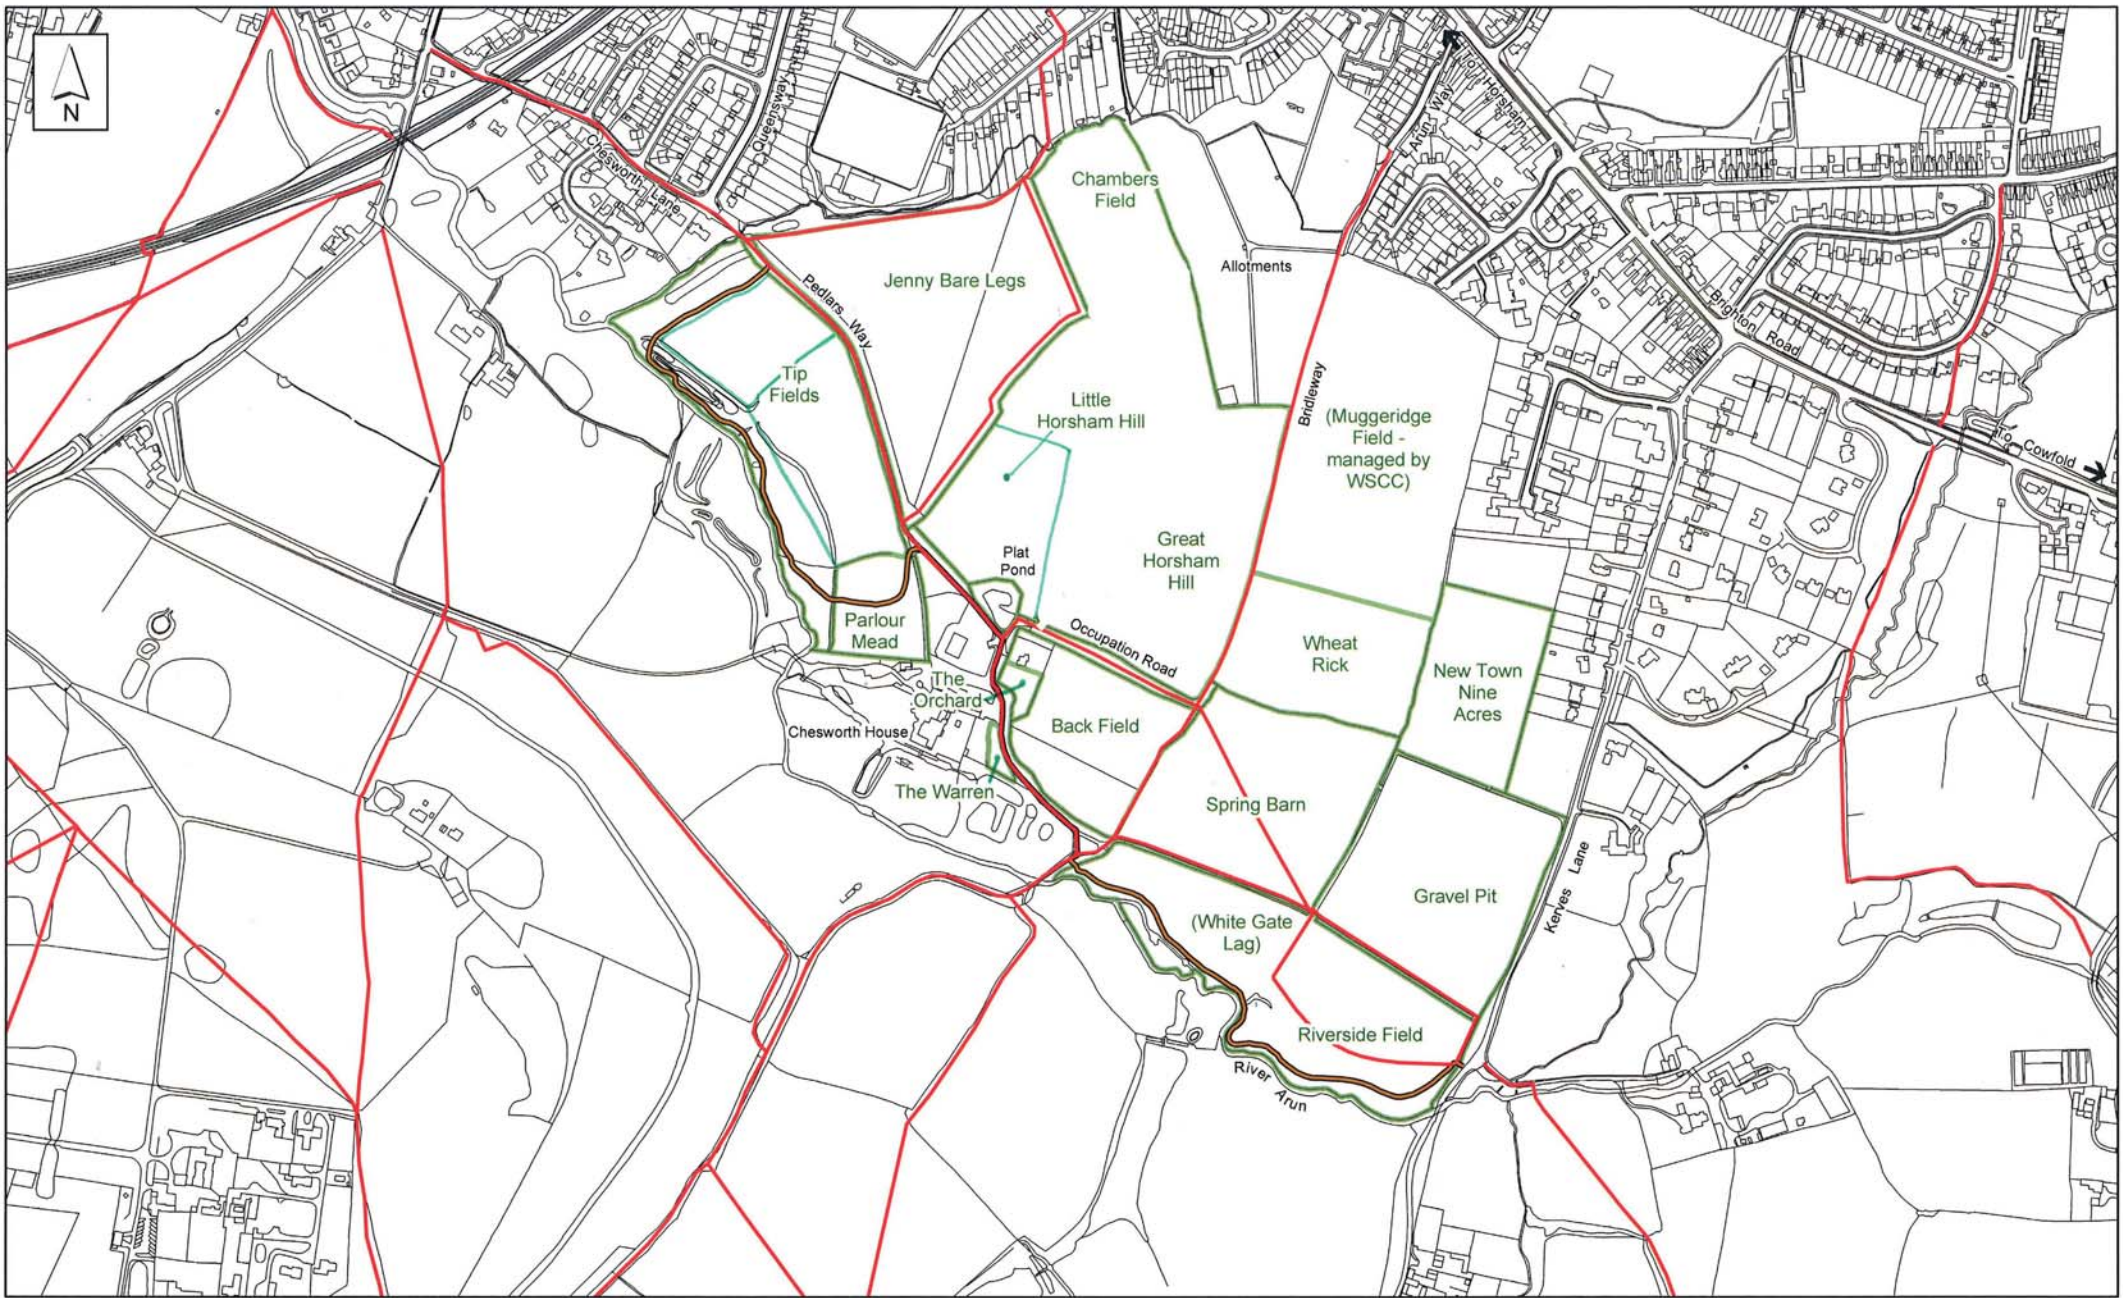 N
To Horsham
Arun Way
Queensway
Chesworth Lane
Chambers
Field
Allotments
Jenny Bare Legs
Pedlars Way
Brighton Road
Tip
Fields
Little
Horsham Hill
Bridleway
(Muggeridge
Field -
managed by
WSCC)
To Cowfold
Plat
Pond
Great
Horsham
Hill
Parlour
Mead
Occupation Road
Wheat
Rick
New Town
Nine
Acres
The
Orchard
Back Field
Chesworth House
The Warren
Spring Barn
Gravel Pit
Kerves Lane
(White Gate
Lag)
Riverside Field
River Arun